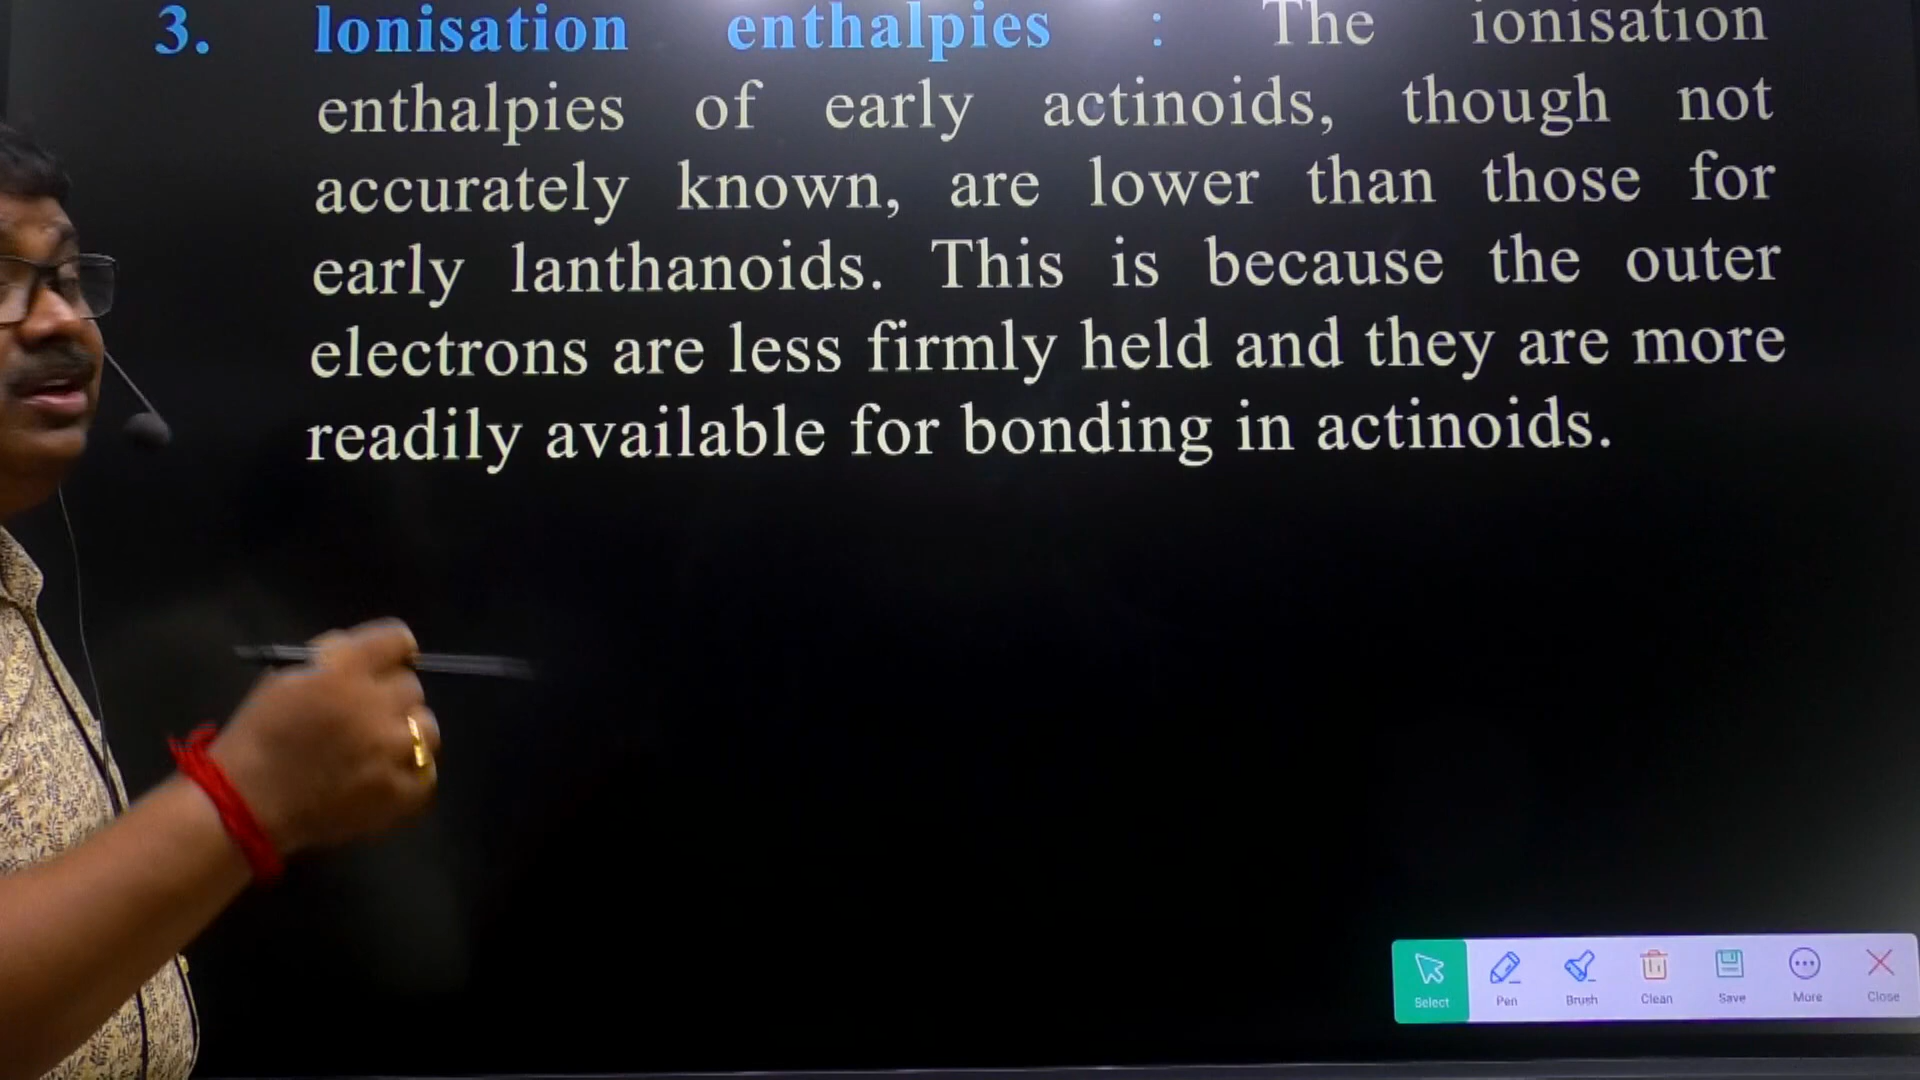 3. Ionisation enthalpies : The ionisation
enthalpies of early actinoids, though not
accurately known, are lower than those for
early lanthanoids. This is because the outer
electrons are less firmly held and they are more
readily available for bonding in actinoids.
Select Pen Brush Clean Save More Close